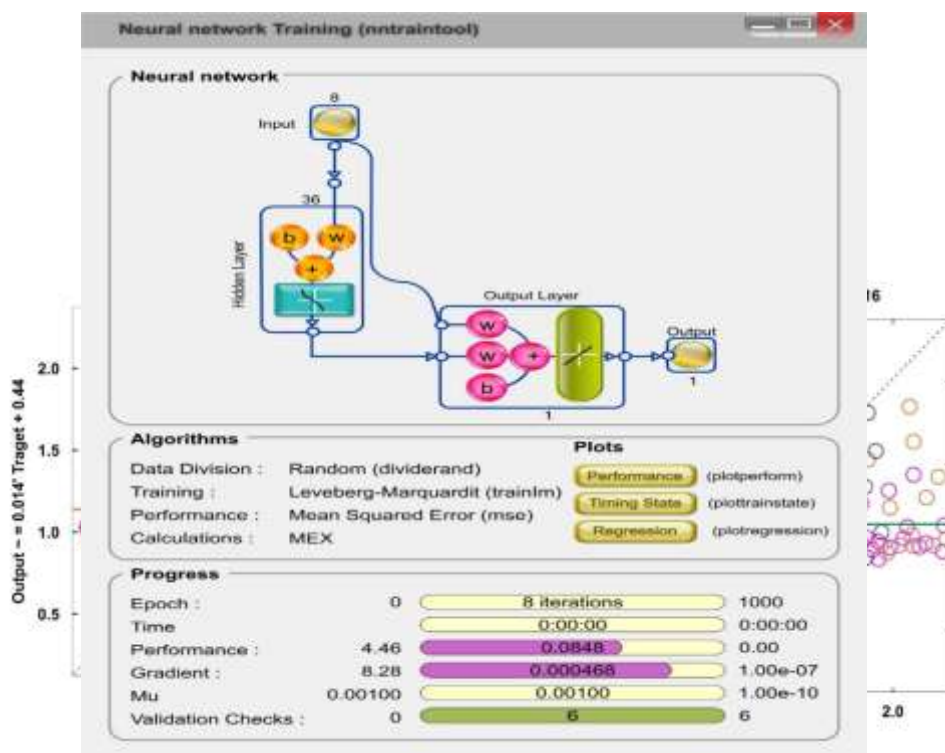 Neural network Training (nntraintool)
Neural network
8
Input
36
b
w
+
Hidden Layer
Output Layer
w
w
+
b
1
Output
1
Algorithms
Data Division : Random (dividerand)
Training : Leveberg-Marquardit (trainlm)
Performance : Mean Squared Error (mse)
Calculations : MEX
Plots
Performance (plotperform)
Timing State (plottrainstate)
Regression (plotregression)
Progress
Epoch : 0 8 iterations 1000
Time 0:00:00 0:00:00
Performance : 4.46 0.0848 0.00
Gradient : 8.28 0.000468 1.00e-07
Mu 0.00100 0.00100 1.00e-10
Validation Checks : 0 6 6
Output ~ = 0.014* Traget + 0.44
2.0
1.5
1.0
0.5
16
2.0